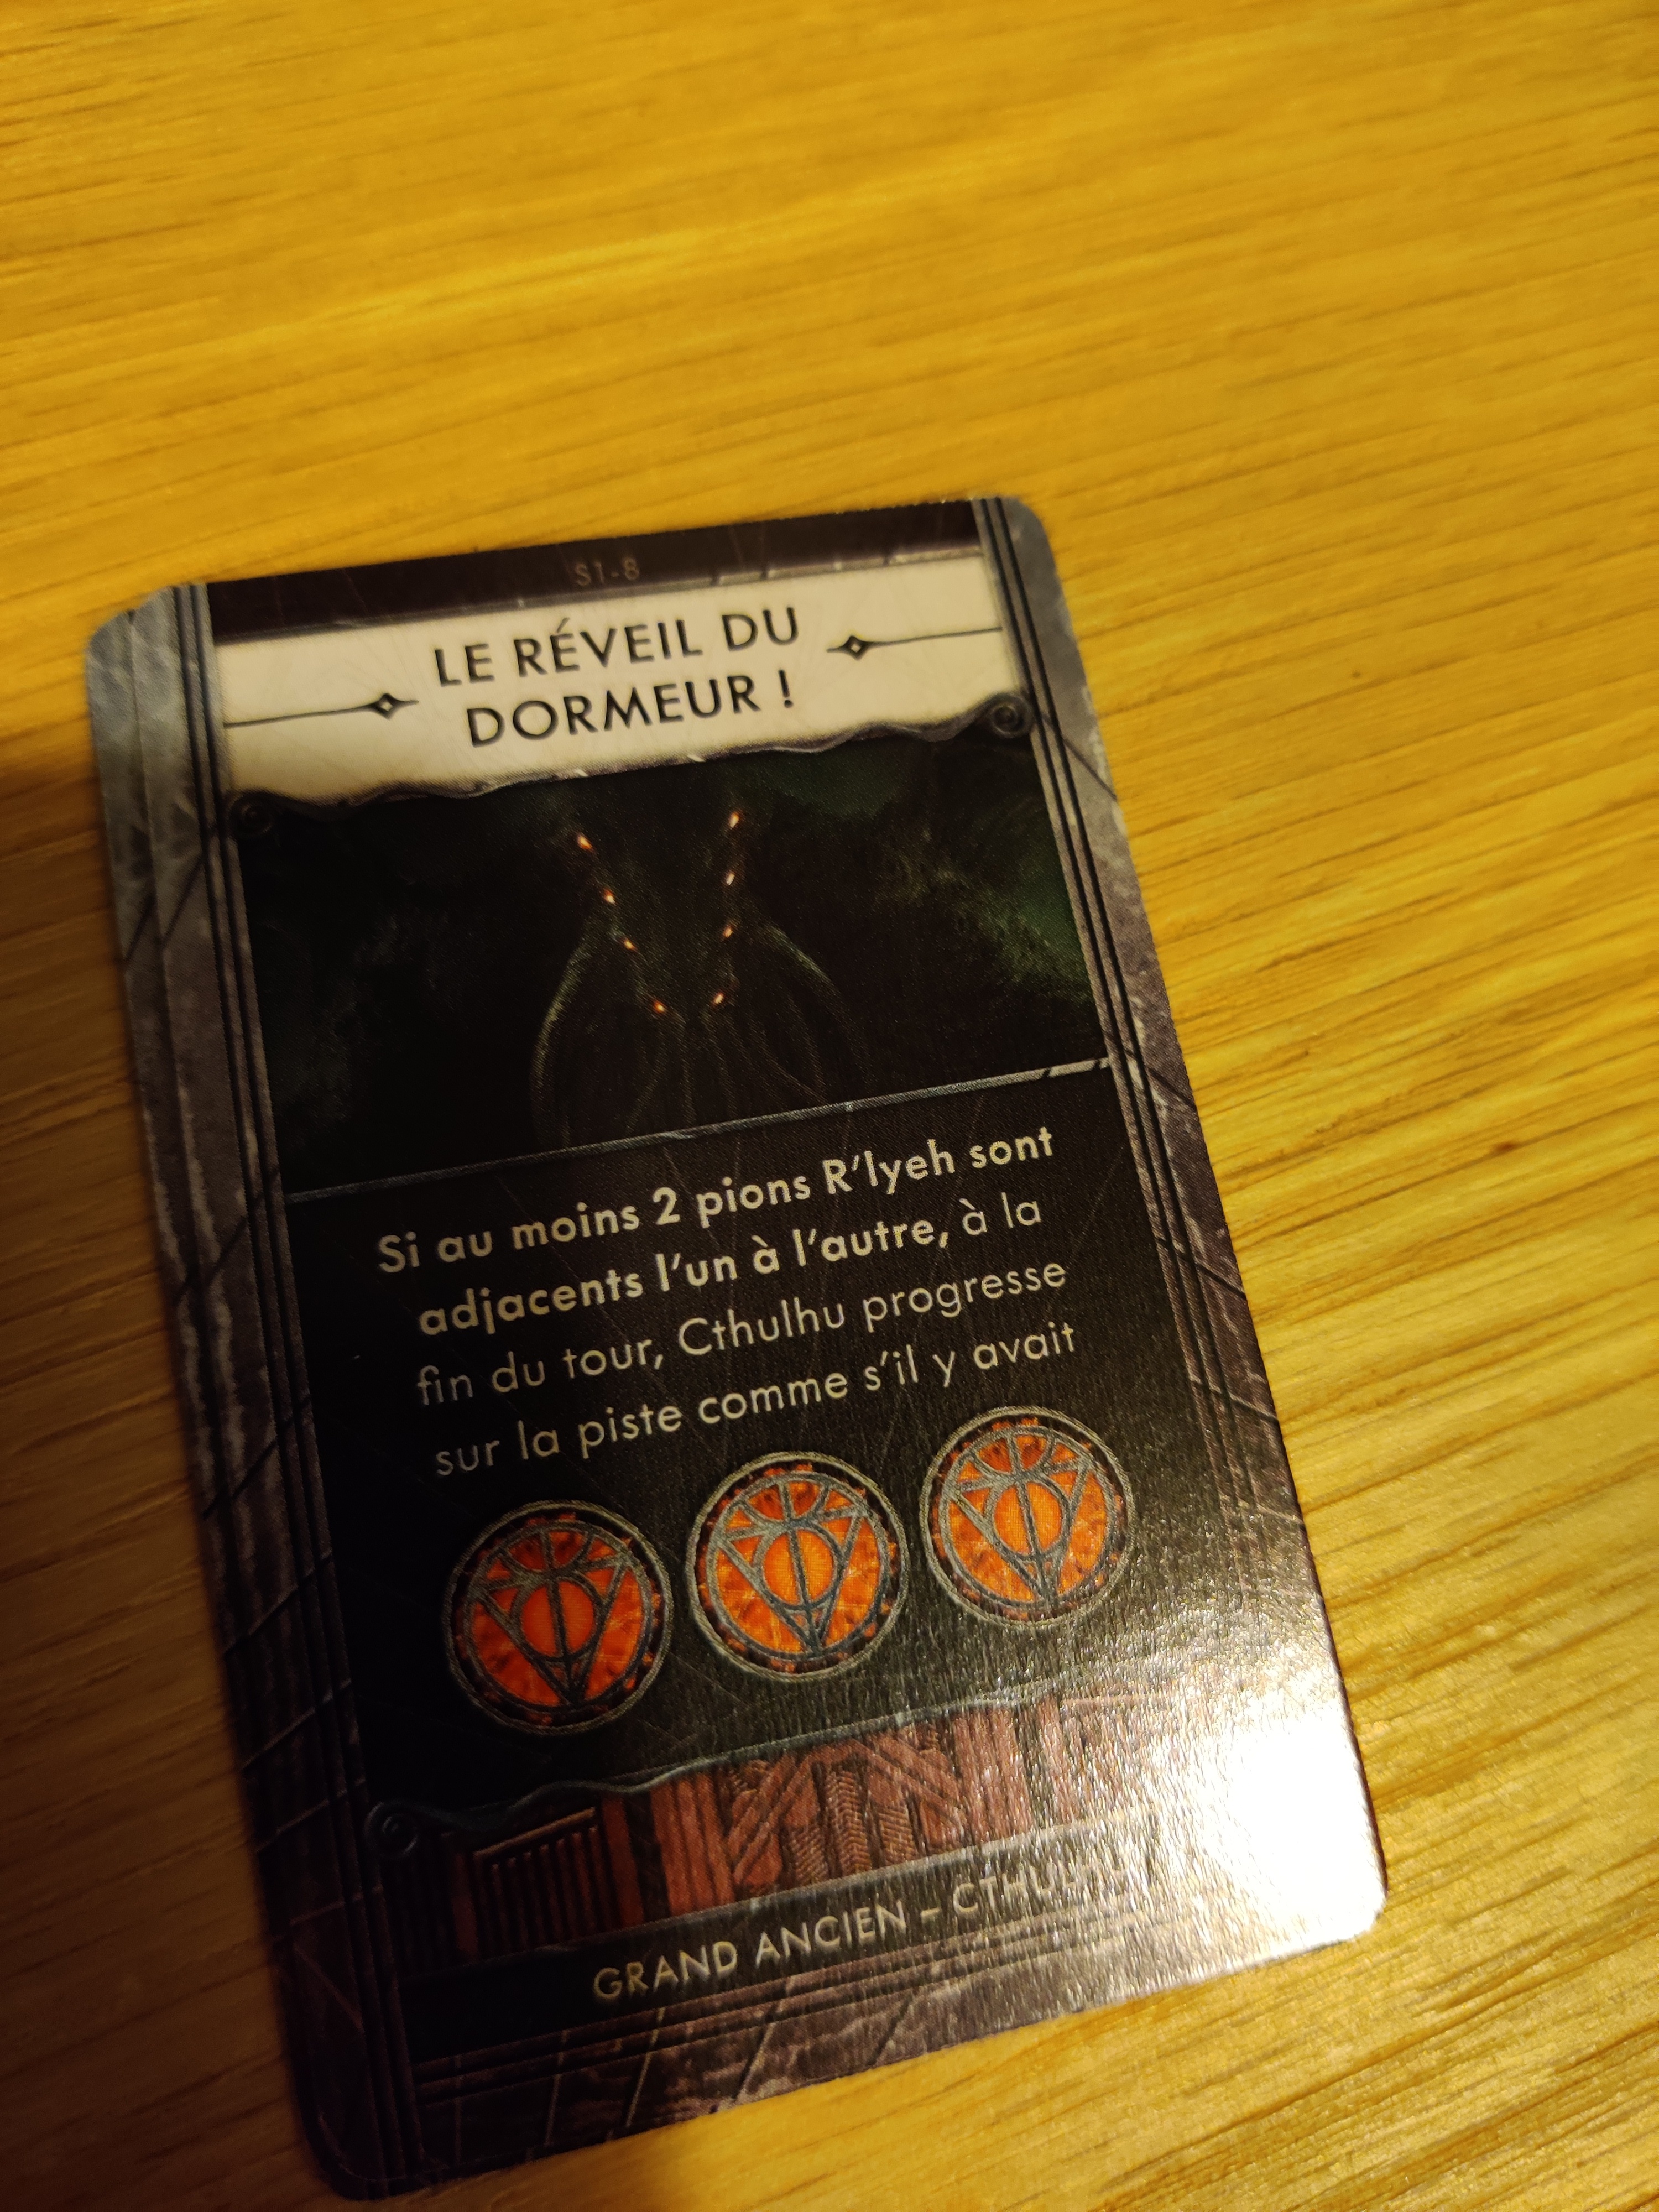 S1-8
LE RÉVEIL DU
DORMEUR !
Si au moins 2 pions R'lyeh sont
adjacents l'un à l'autre, à la
fin du tour, Cthulhu progresse
sur la piste comme s'il y avait
GRAND ANCIEN – CTHULHU